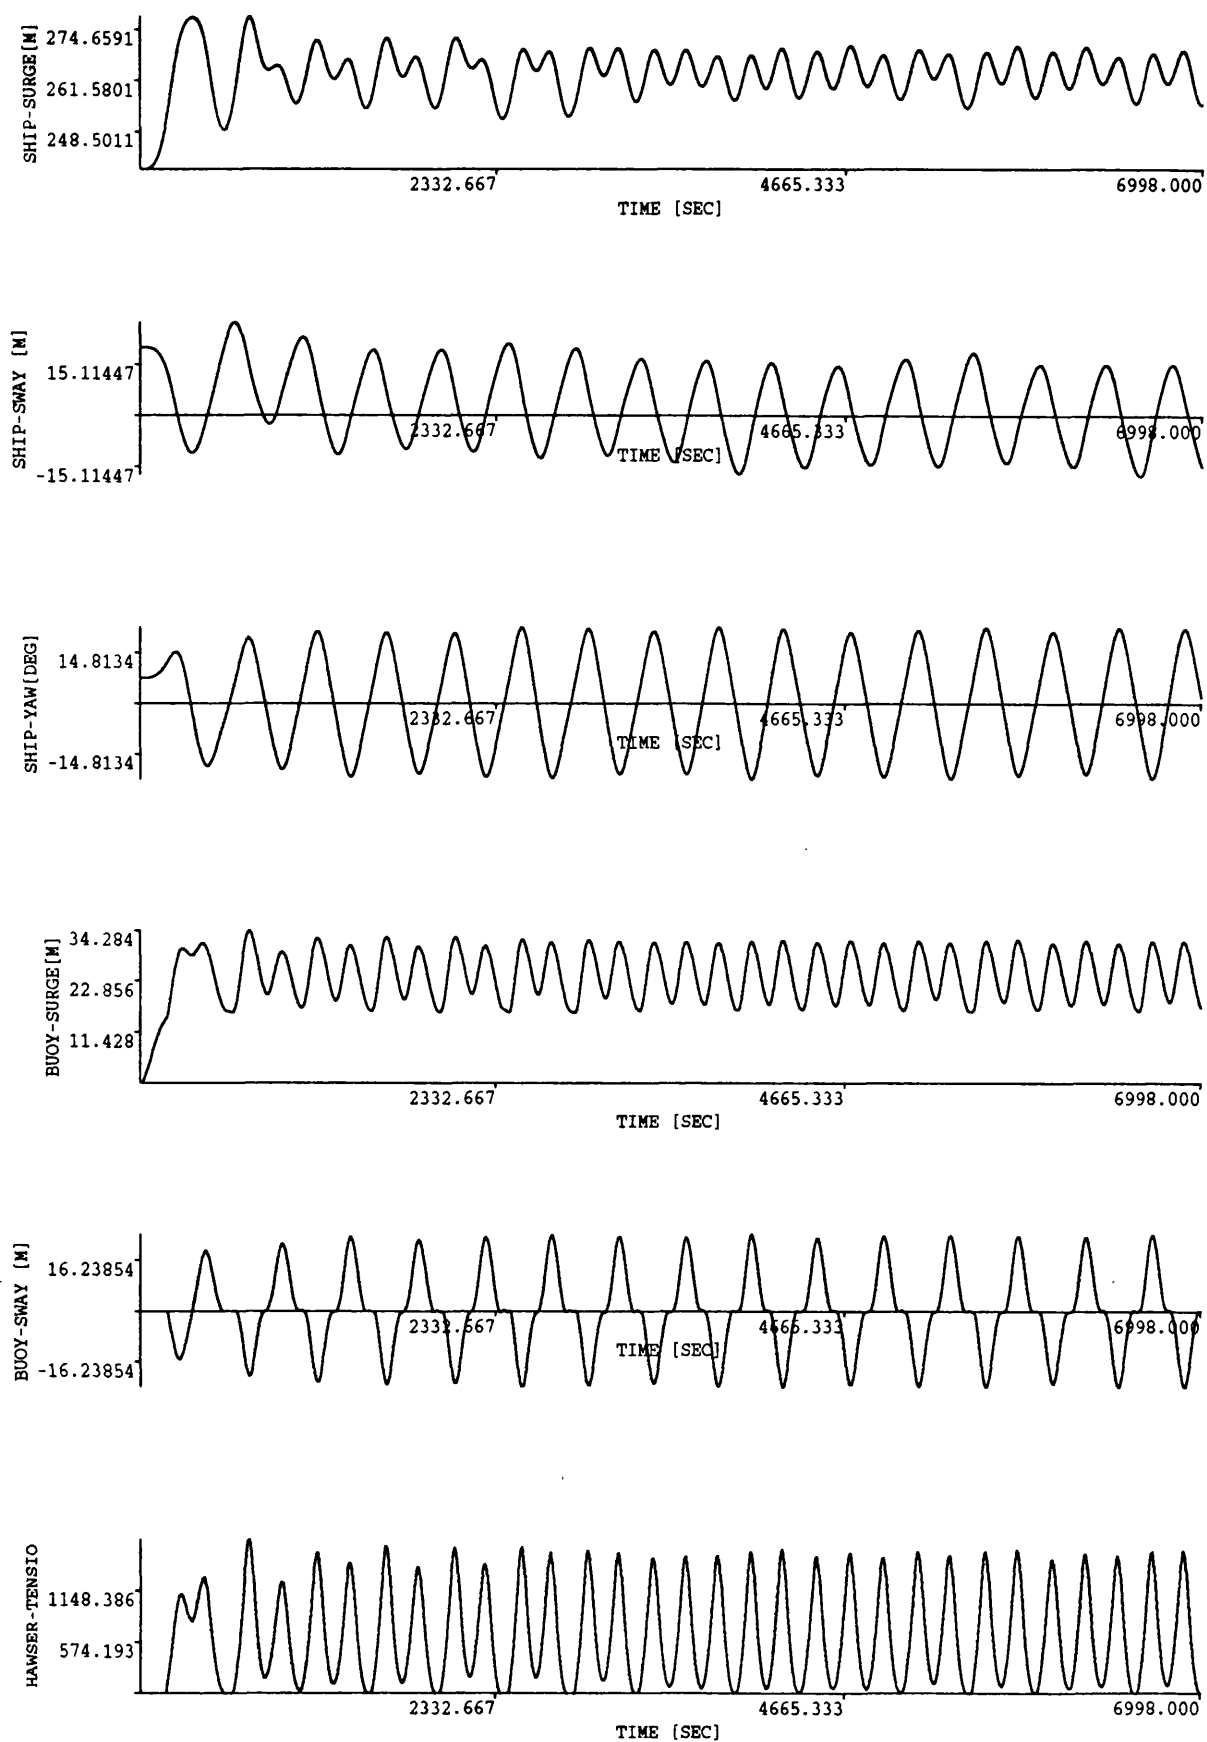 SHIP-SURGE[M]
274.6591
261.5801
248.5011
2332.667
4665.333
6998.000
TIME [SEC]
SHIP-SWAY [M]
15.11447
-15.11447
2332.667
4665.333
6998.000
TIME [SEC]
SHIP-YAW[DEG]
14.8134
-14.8134
2332.667
4665.333
6998.000
TIME [SEC]
BUOY-SURGE[M]
34.284
22.856
11.428
2332.667
4665.333
6998.000
TIME [SEC]
BUOY-SWAY [M]
16.23854
-16.23854
2332.667
4665.333
6998.000
TIME [SEC]
HAWSER-TENSIO
1148.386
574.193
2332.667
4665.333
6998.000
TIME [SEC]